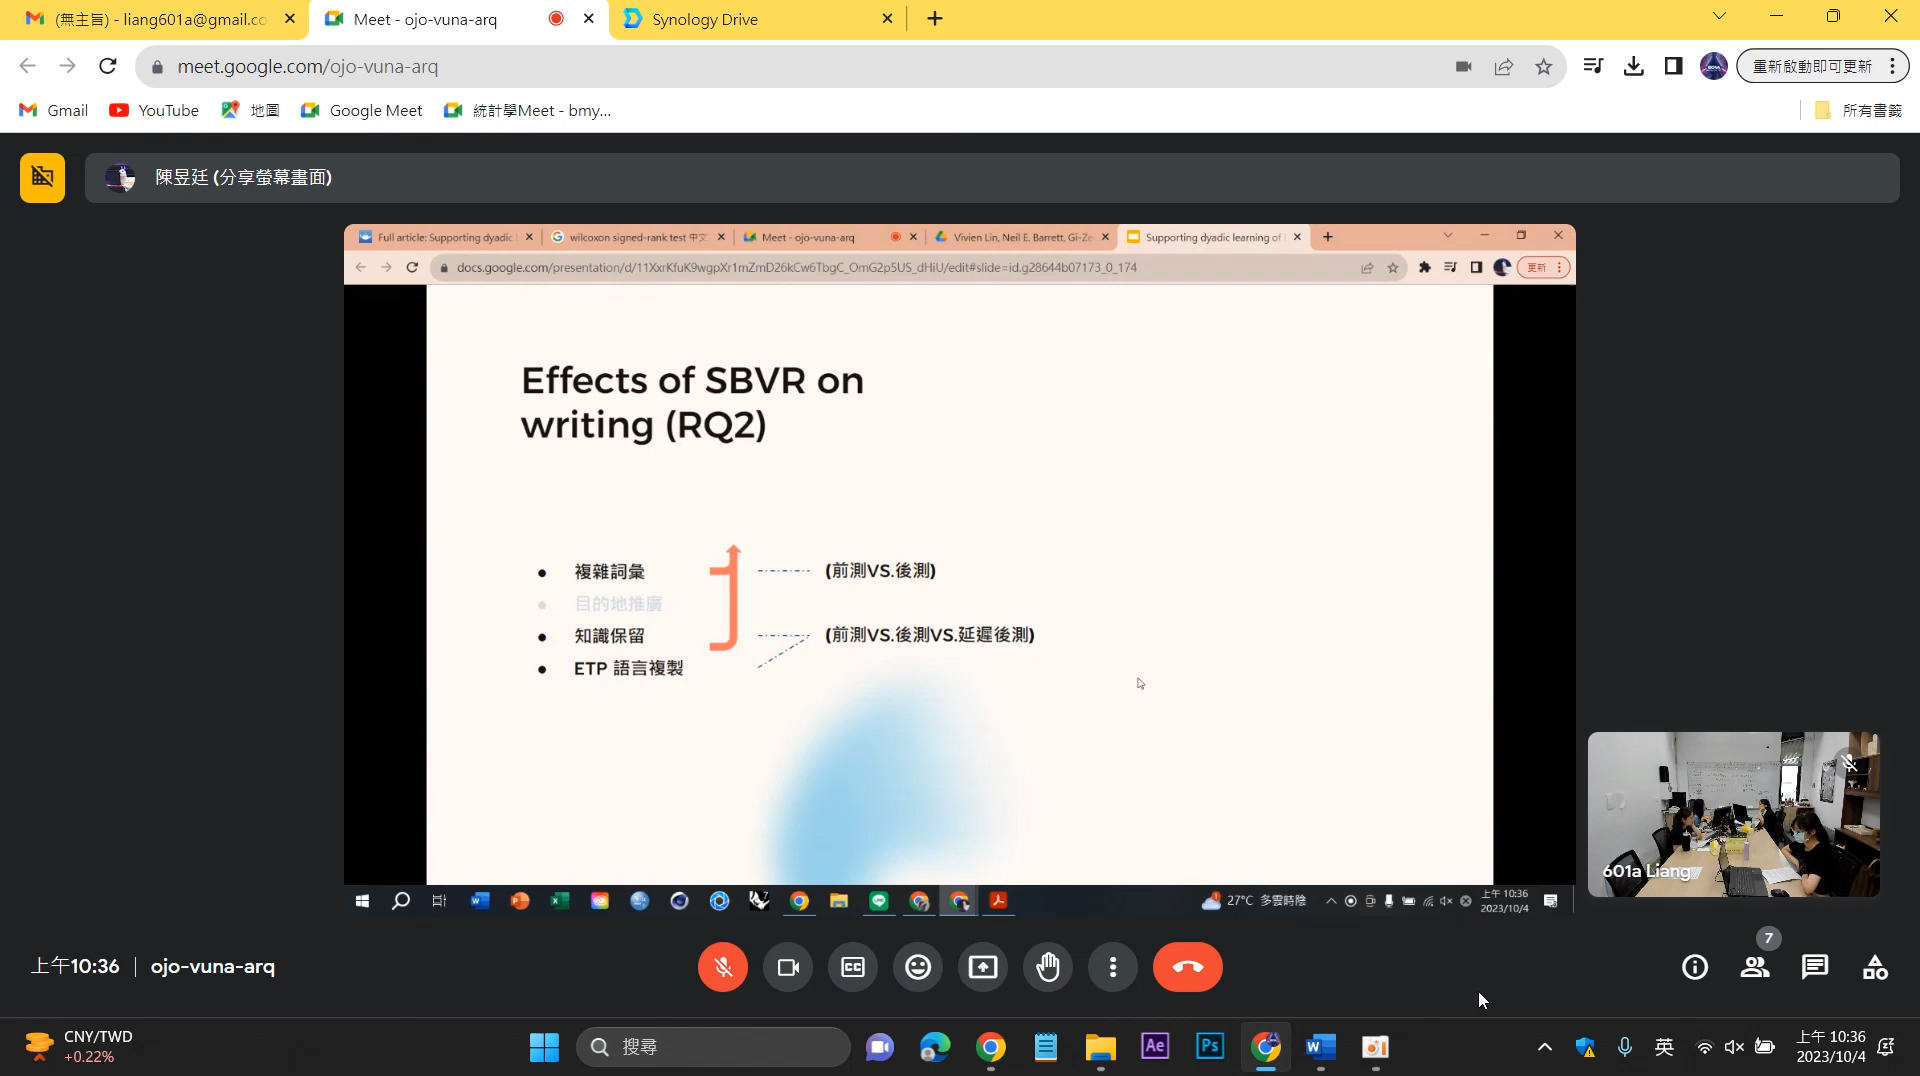 (無主旨) - liang601a@gmail.co
Meet - ojo-vuna-arq
Synology Drive
meet.google.com/ojo-vuna-arq
重新啟動即可更新
Gmail
YouTube
地圖
Google Meet
統計學Meet - bmy...
所有書籤
陳昱廷 (分享螢幕畫面)
Full article: Supporting dyadic
wilcoxon signed-rank test 中文
Meet - ojo-vuna-arq
Vivien Lin, Neil E. Barrett, Gi-Ze
Supporting dyadic learning of
docs.google.com/presentation/d/11XxrKfuK9wgpXr1mZmD26kCw6TbgC_OmG2p5US_dHiU/edit#slide=id.g28644b07173_0_174
更新
Effects of SBVR on
writing (RQ2)
複雜詞彙
(前測VS.後測)
目的地推廣
知識保留
(前測VS.後測VS.延遲後測)
ETP 語言複製
27°C 多雲時陰
上午 10:36
2023/10/4
601a Liang
上午10:36
ojo-vuna-arq
7
CNY/TWD
+0.22%
搜尋
Ae
Ps
英
上午 10:36
2023/10/4